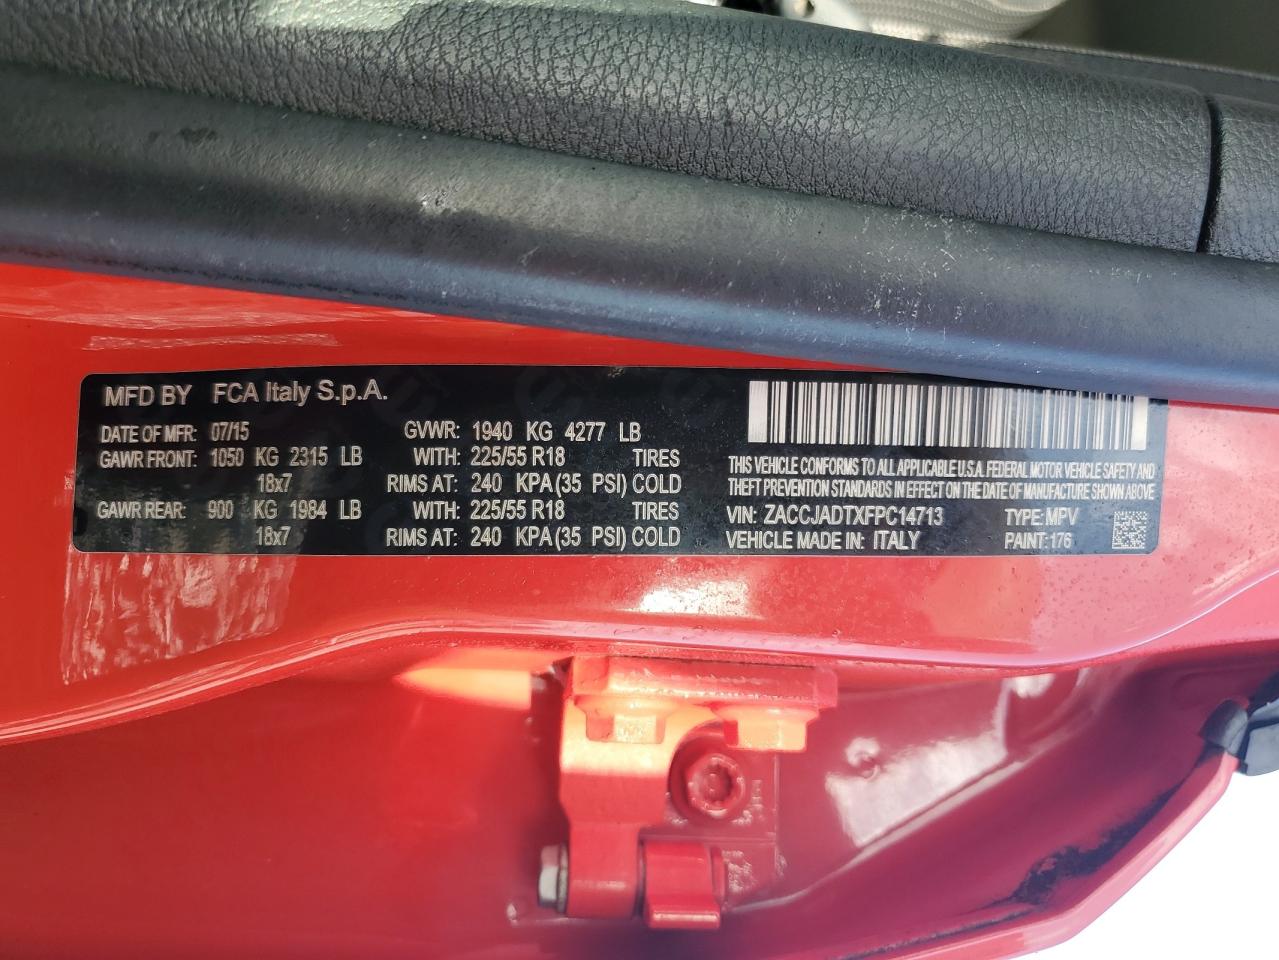 MFD BY FCA Italy S.p.A.
DATE OF MFR: 07/15 GVWR: 1940 KG 4277 LB
GAWR FRONT: 1050 KG 2315 LB WITH: 225/55 R18 TIRES
18x7 RIMS AT: 240 KPA (35 PSI) COLD
GAWR REAR: 900 KG 1984 LB WITH: 225/55 R18 TIRES
18x7 RIMS AT: 240 KPA (35 PSI) COLD
THIS VEHICLE CONFORMS TO ALL APPLICABLE U.S.A. FEDERAL MOTOR VEHICLE SAFETY AND
THEFT PREVENTION STANDARDS IN EFFECT ON THE DATE OF MANUFACTURE SHOWN ABOVE
VIN: ZACCJADTXFPC14713 TYPE: MPV
VEHICLE MADE IN: ITALY PAINT: 176